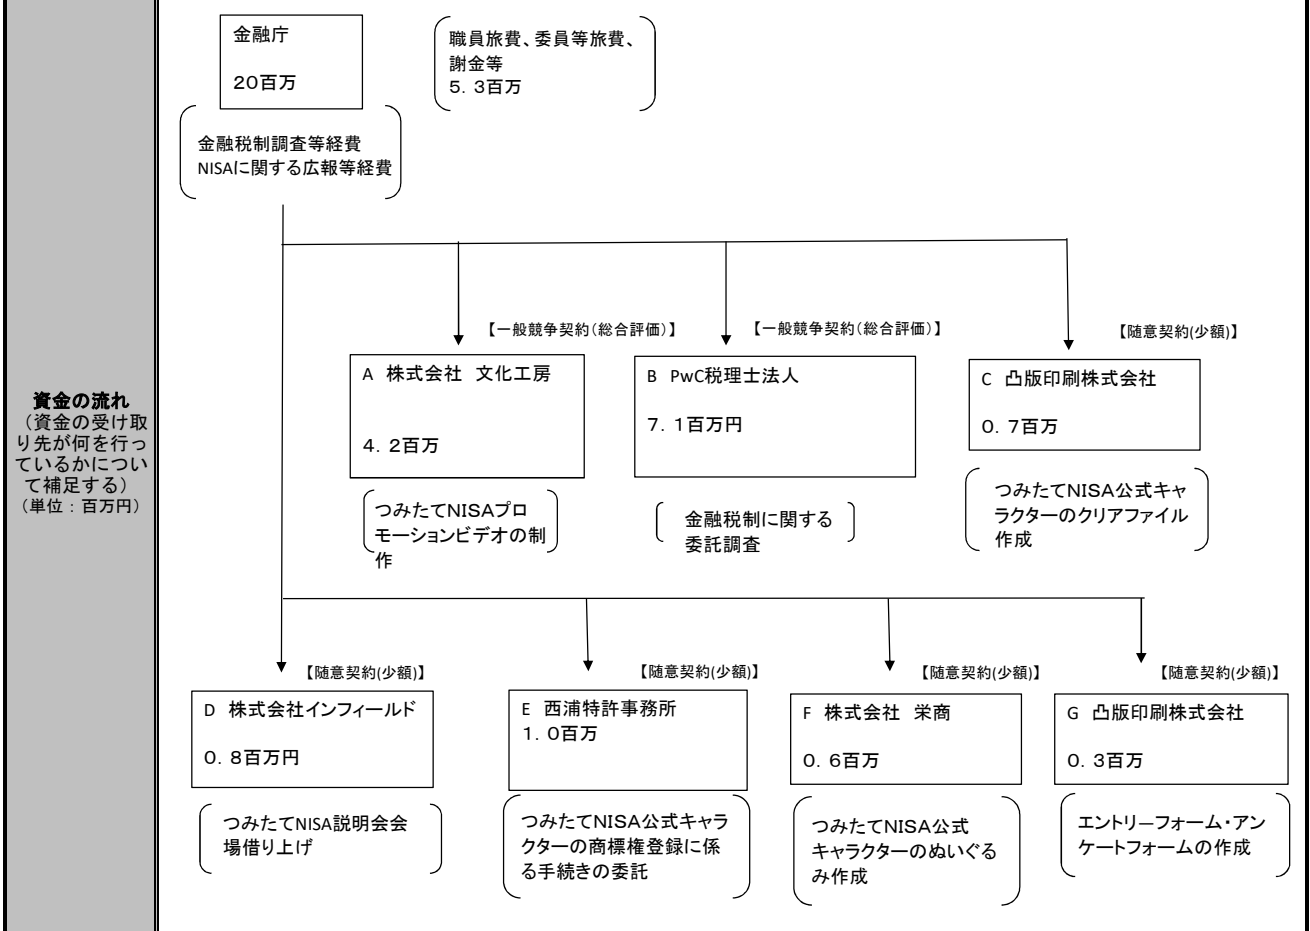 資金の流れ
（資金の受け取
り先が何を行っ
ているかについ
て補足する）
（単位：百万円）
金融庁
２０百万
職員旅費、委員等旅費、
謝金等
５．３百万
金融税制調査等経費
NISAに関する広報等経費
【一般競争契約（総合評価）】
【一般競争契約（総合評価）】
【随意契約(少額)】
A　株式会社　文化工房
４．２百万
B　PwC税理士法人
７．１百万円
C　凸版印刷株式会社
０．７百万
つみたてNISAプロ
モーションビデオの制
作
金融税制に関する
委託調査
つみたてNISA公式キャ
ラクターのクリアファイル
作成
【随意契約(少額)】
【随意契約(少額)】
【随意契約(少額)】
【随意契約(少額)】
D　株式会社インフィールド
０．８百万円
E　西浦特許事務所
１．０百万
F　株式会社　栄商
０．６百万
G　凸版印刷株式会社
０．３百万
つみたてNISA説明会会
場借り上げ
つみたてNISA公式キャラ
クターの商標権登録に係
る手続きの委託
つみたてNISA公式
キャラクターのぬいぐる
み作成
エントリーフォーム・アン
ケートフォームの作成